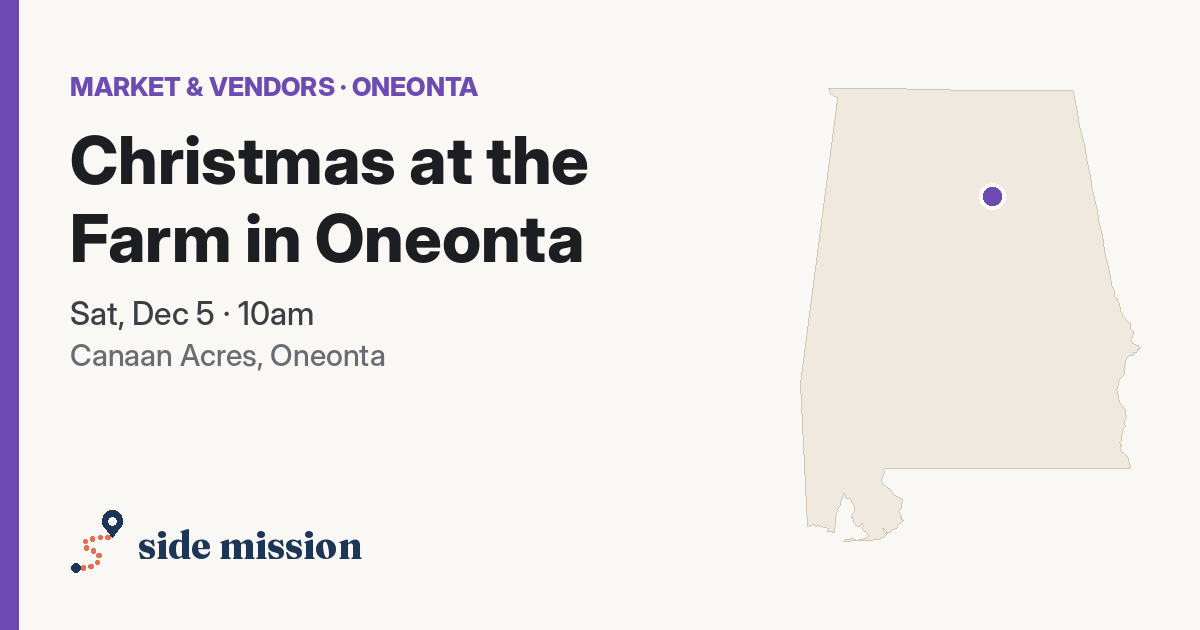 MARKET & VENDORS · ONEONTA
Christmas at the
Farm in Oneonta
Sat, Dec 5 · 10am
Canaan Acres, Oneonta
side mission